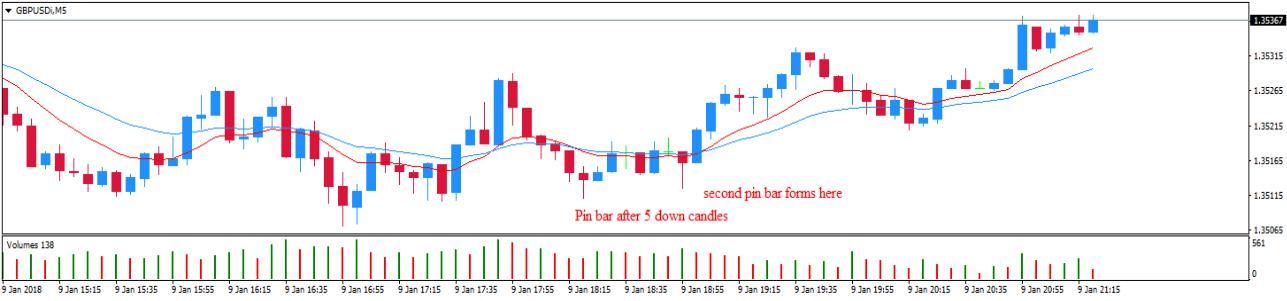 GBPUSDi,M5
1.35367
1.35315
1.35265
1.35215
1.35165
second pin bar forms here
1.35115
Pin bar after 5 down candles
1.35065
Volumes 138
561
0
9 Jan 2018 9 Jan 15:15 9 Jan 15:35 9 Jan 15:55 9 Jan 16:15 9 Jan 16:35 9 Jan 16:55 9 Jan 17:15 9 Jan 17:35 9 Jan 17:55 9 Jan 18:15 9 Jan 18:35 9 Jan 18:55 9 Jan 19:15 9 Jan 19:35 9 Jan 19:55 9 Jan 20:15 9 Jan 20:35 9 Jan 20:55 9 Jan 21:15